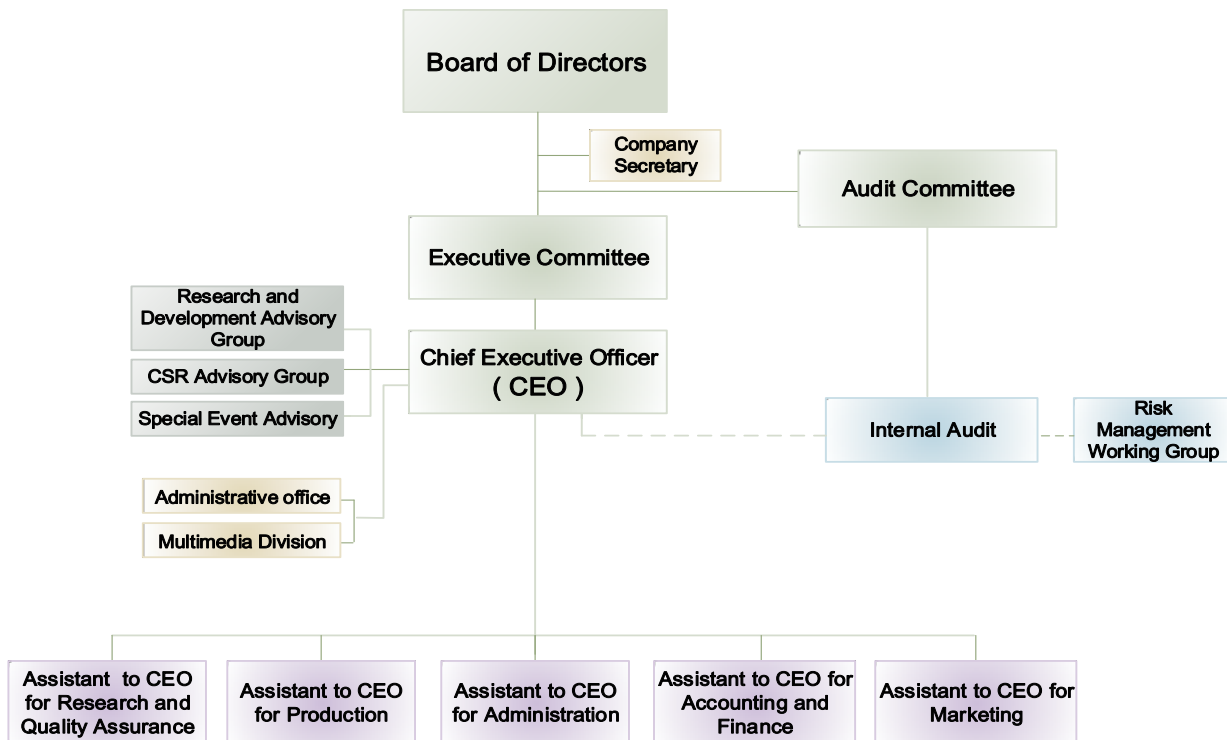 Board of Directors
Company
Secretary
Audit Committee
Executive Committee
Research and
Development Advisory
Group
CSR Advisory Group
Special Event Advisory
Chief Executive Officer
( CEO )
Internal Audit
Risk
Management
Working Group
Administrative office
Multimedia Division
Assistant to CEO
for Research and
Quality Assurance
Assistant to CEO
for Production
Assistant to CEO
for Administration
Assistant to CEO for
Accounting and
Finance
Assistant to CEO for
Marketing